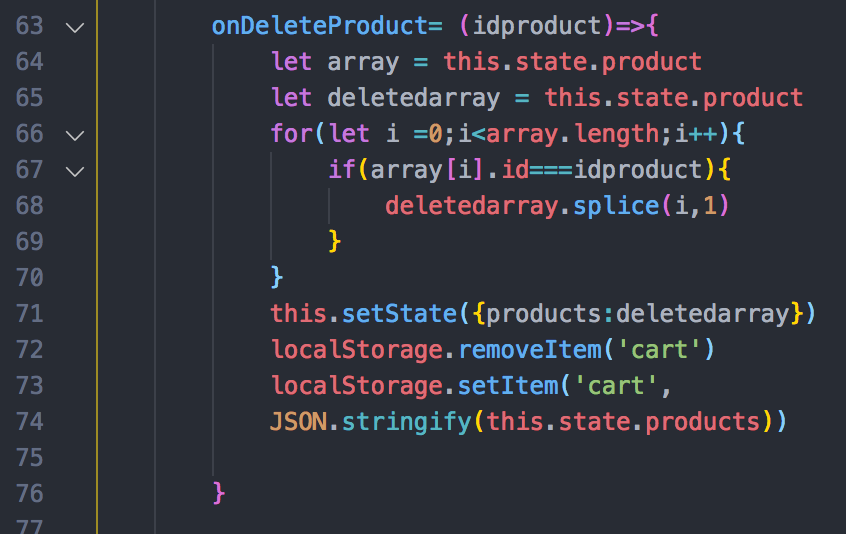 63 onDeleteProduct= (idproduct)=>{
64 let array = this.state.product
65 let deletedarray = this.state.product
66 for(let i =0;i<array.length;i++){
67 if(array[i].id===idproduct){
68 deletedarray.splice(i,1)
69 }
70 }
71 this.setState({products:deletedarray})
72 localStorage.removeItem('cart')
73 localStorage.setItem('cart',
74 JSON.stringify(this.state.products))
75
76 }
77